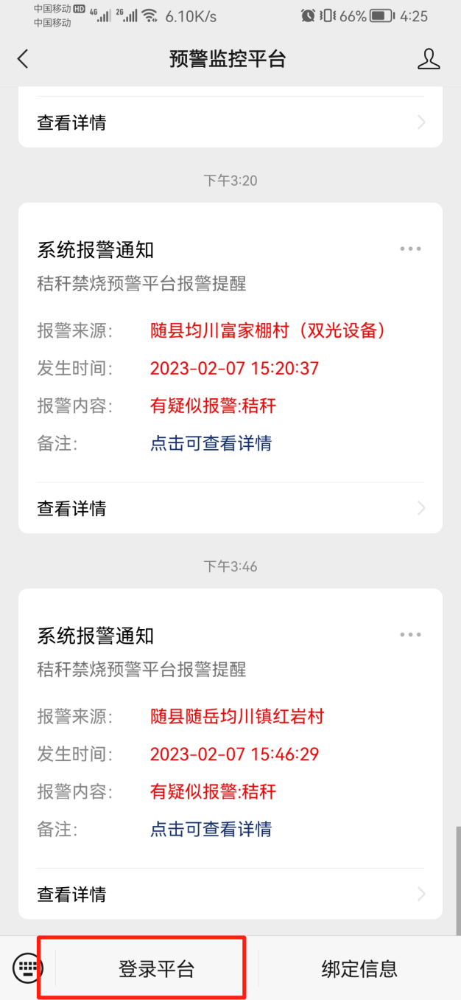 中国移动 HD 4G 2G 6.10K/s 66% 4:25
中国移动
预警监控平台
查看详情
下午3:20
系统报警通知
秸秆禁烧预警平台报警提醒
报警来源: 随县均川富家棚村（双光设备）
发生时间: 2023-02-07 15:20:37
报警内容: 有疑似报警:秸秆
备注: 点击可查看详情
查看详情
下午3:46
系统报警通知
秸秆禁烧预警平台报警提醒
报警来源: 随县随岳均川镇红岩村
发生时间: 2023-02-07 15:46:29
报警内容: 有疑似报警:秸秆
备注: 点击可查看详情
查看详情
登录平台 绑定信息